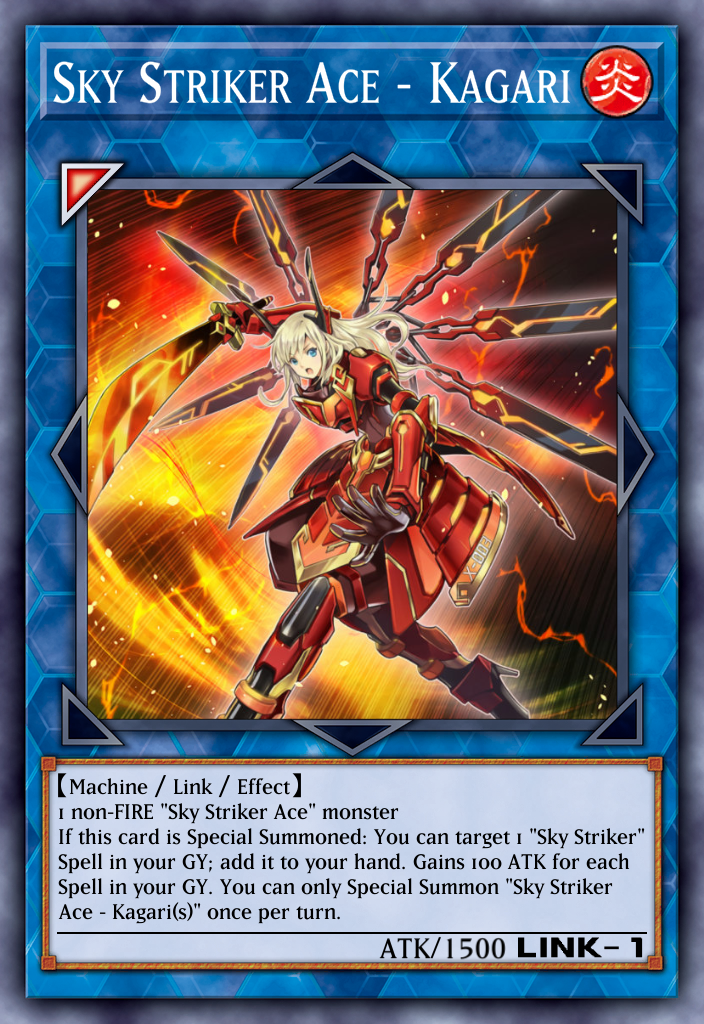 SKY STRIKER ACE - KAGARI 炎
X-003
【Machine / Link / Effect】
1 non-FIRE "Sky Striker Ace" monster
If this card is Special Summoned: You can target 1 "Sky Striker"
Spell in your GY; add it to your hand. Gains 100 ATK for each
Spell in your GY. You can only Special Summon "Sky Striker
Ace - Kagari(s)" once per turn.
ATK/1500 LINK- 1